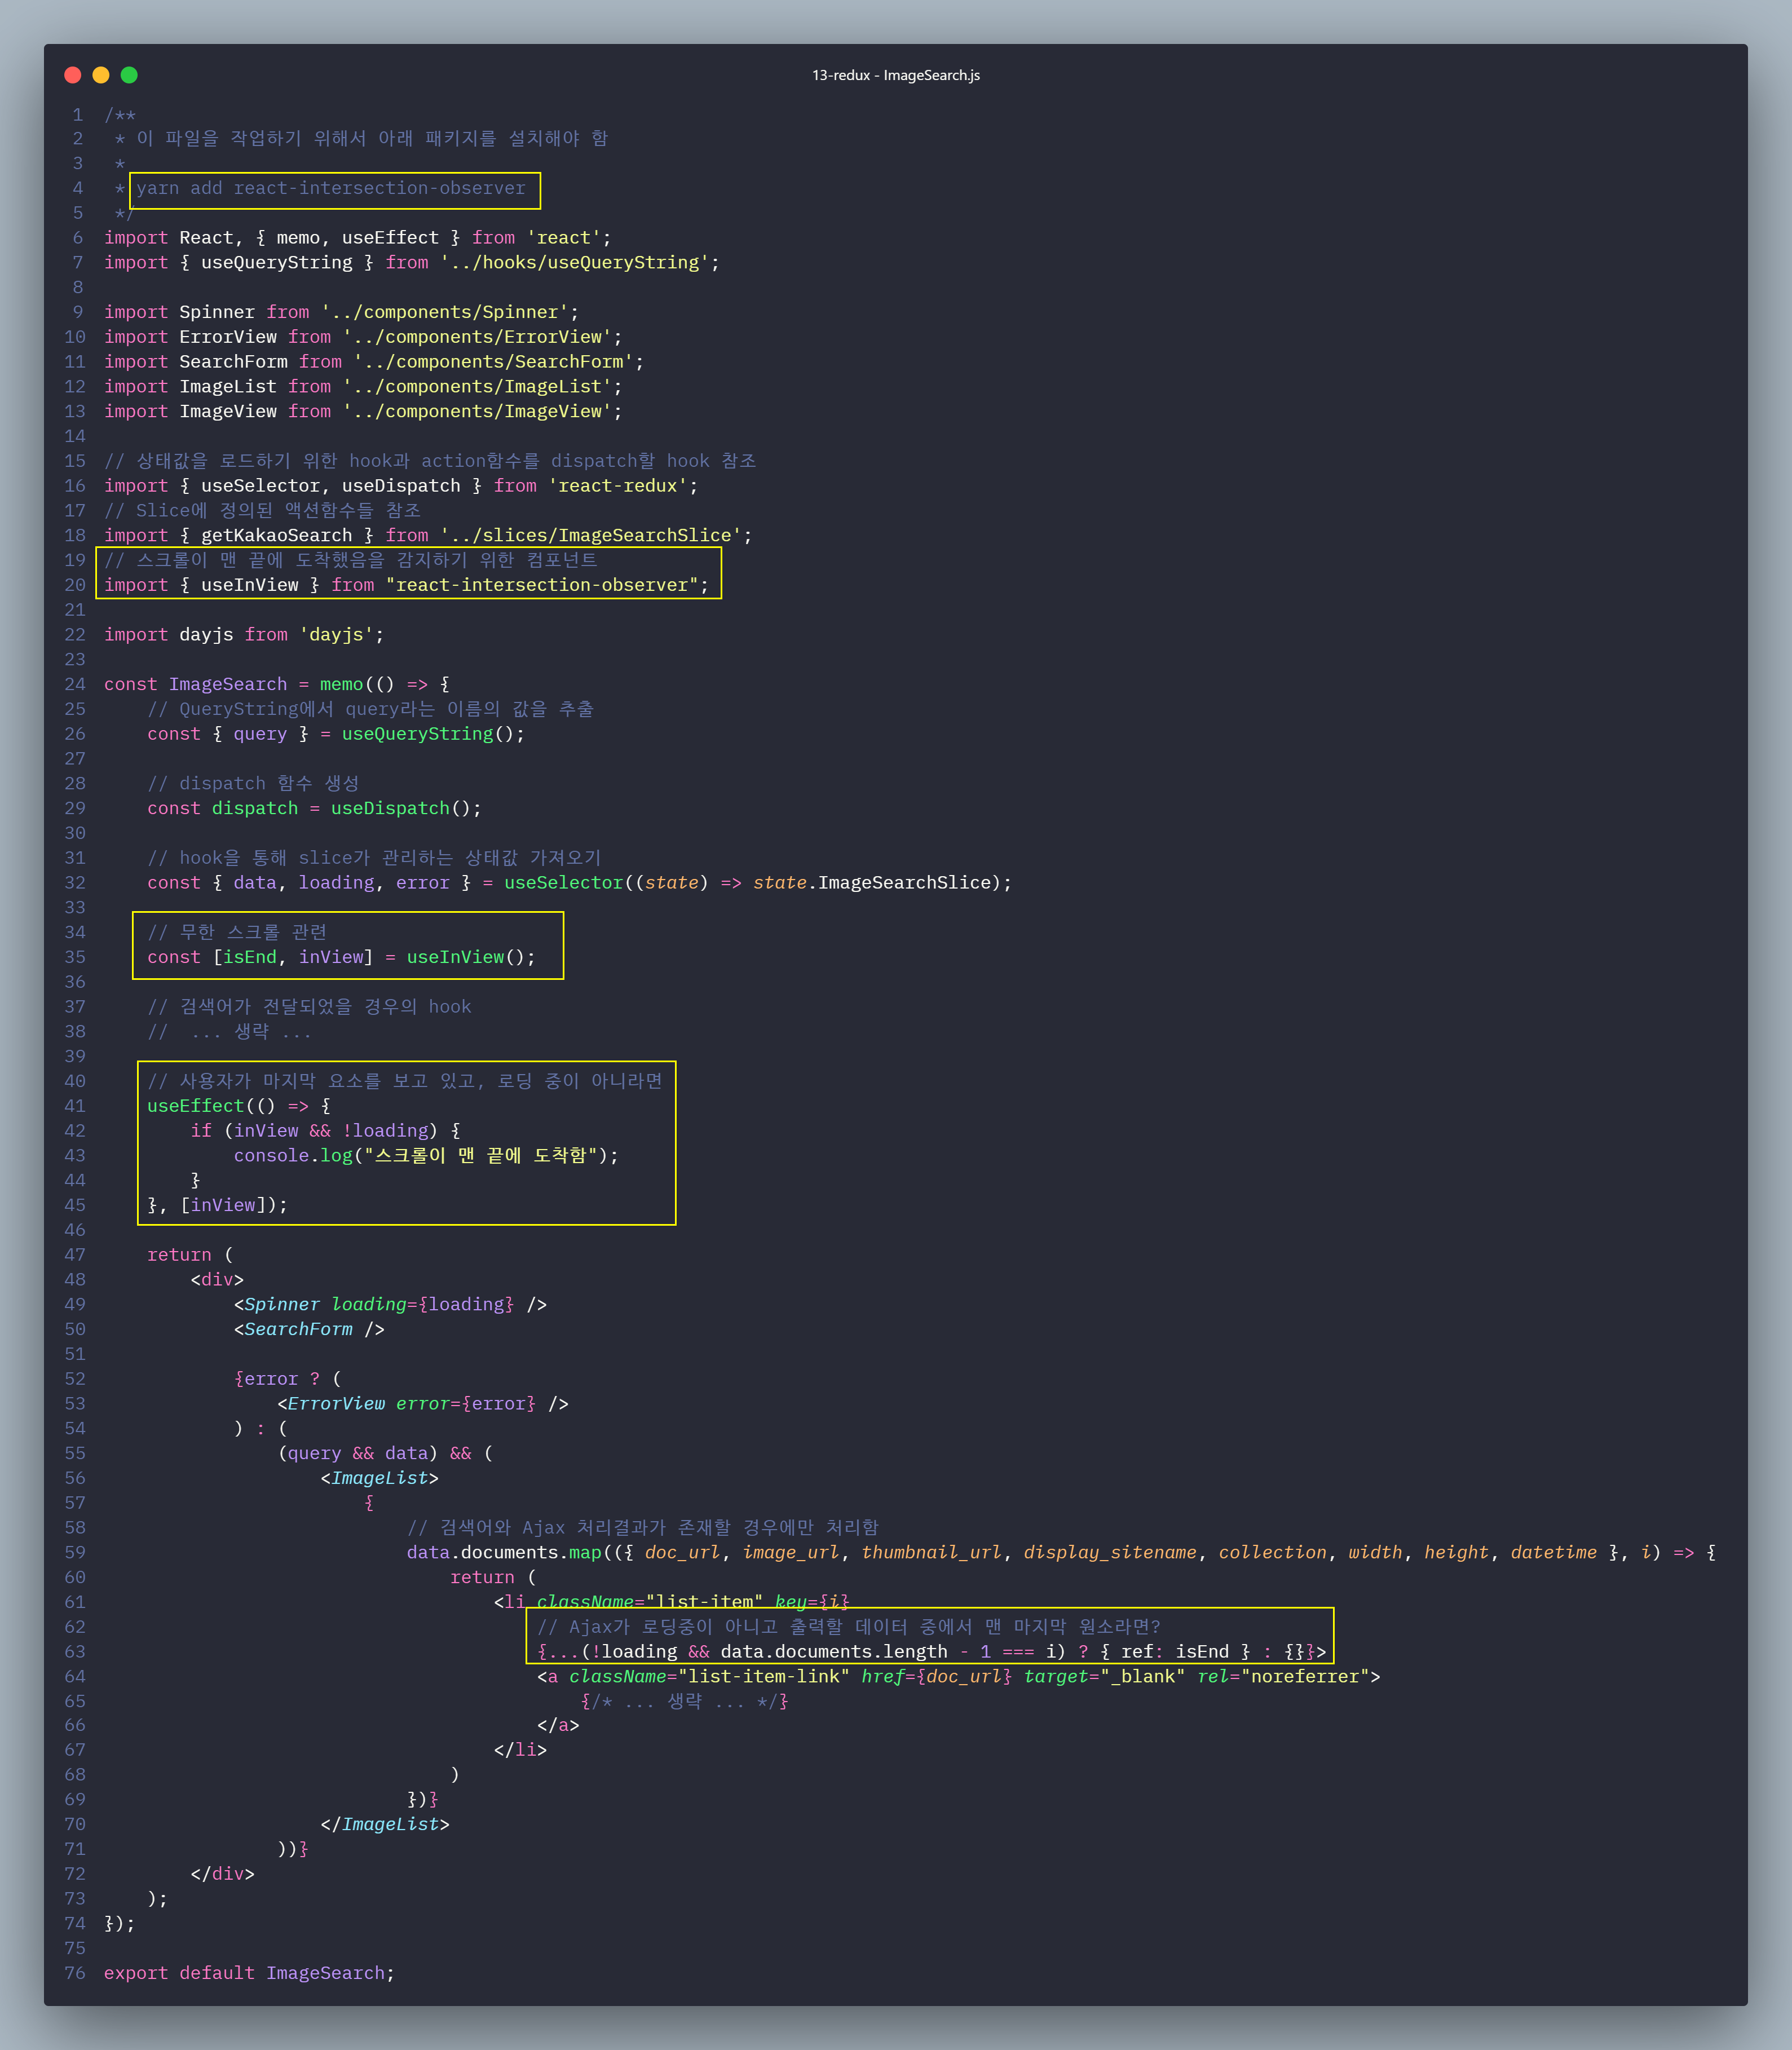 13-redux - ImageSearch.js
1 /**
2  * 이 파일을 작업하기 위해서 아래 패키지를 설치해야 함
3  *
4  * yarn add react-intersection-observer
5  */
6 import React, { memo, useEffect } from 'react';
7 import { useQueryString } from '../hooks/useQueryString';
8
9 import Spinner from '../components/Spinner';
10 import ErrorView from '../components/ErrorView';
11 import SearchForm from '../components/SearchForm';
12 import ImageList from '../components/ImageList';
13 import ImageView from '../components/ImageView';
14
15 // 상태값을 로드하기 위한 hook과 action함수를 dispatch할 hook 참조
16 import { useSelector, useDispatch } from 'react-redux';
17 // Slice에 정의된 액션함수들 참조
18 import { getKakaoSearch } from '../slices/ImageSearchSlice';
19 // 스크롤이 맨 끝에 도착했음을 감지하기 위한 컴포넌트
20 import { useInView } from "react-intersection-observer";
21
22 import dayjs from 'dayjs';
23
24 const ImageSearch = memo(() => {
25     // QueryString에서 query라는 이름의 값을 추출
26     const { query } = useQueryString();
27
28     // dispatch 함수 생성
29     const dispatch = useDispatch();
30
31     // hook을 통해 slice가 관리하는 상태값 가져오기
32     const { data, loading, error } = useSelector((state) => state.ImageSearchSlice);
33
34     // 무한 스크롤 관련
35     const [isEnd, inView] = useInView();
36
37     // 검색어가 전달되었을 경우의 hook
38     //  ... 생략 ...
39
40     // 사용자가 마지막 요소를 보고 있고, 로딩 중이 아니라면
41     useEffect(() => {
42         if (inView && !loading) {
43             console.log("스크롤이 맨 끝에 도착함");
44         }
45     }, [inView]);
46
47     return (
48         <div>
49             <Spinner loading={loading} />
50             <SearchForm />
51
52             {error ? (
53                 <ErrorView error={error} />
54             ) : (
55                 (query && data) && (
56                     <ImageList>
57                         {
58                             // 검색어와 Ajax 처리결과가 존재할 경우에만 처리함
59                             data.documents.map(({ doc_url, image_url, thumbnail_url, display_sitename, collection, width, height, datetime }, i) => {
60                                 return (
61                                     <li className="list-item" key={i}
62                                         // Ajax가 로딩중이 아니고 출력할 데이터 중에서 맨 마지막 원소라면?
63                                         {...(!loading && data.documents.length - 1 === i) ? { ref: isEnd } : {}}>
64                                         <a className="list-item-link" href={doc_url} target="_blank" rel="noreferrer">
65                                             {/* ... 생략 ... */}
66                                         </a>
67                                     </li>
68                                 )
69                             })}
70                     </ImageList>
71                 ))}
72         </div>
73     );
74 });
75
76 export default ImageSearch;